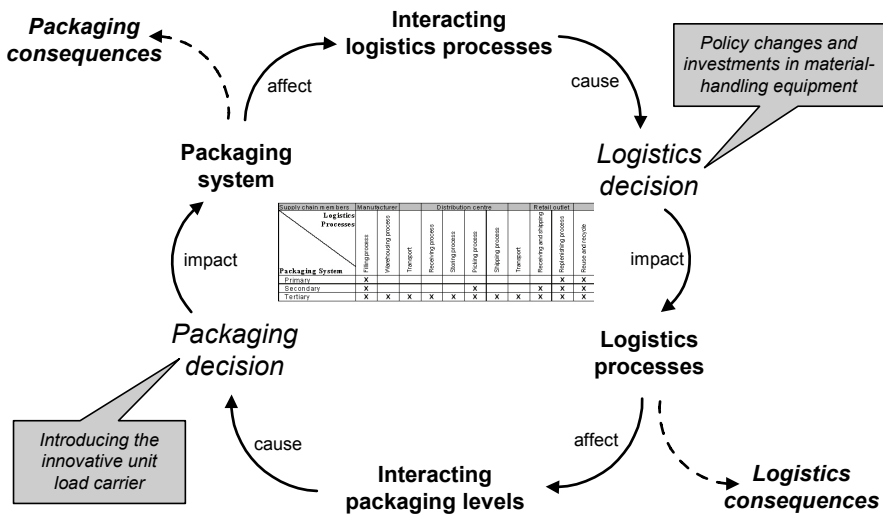 Packaging
consequences
Interacting
logistics processes
Policy changes and
investments in material-
handling equipment
affect
cause
Packaging
system
Logistics
decision
Supply chain members Manufacturer Distribution centre Retail outlet
Logistics
Processes
Packaging System
Filling process
Warehousing process
Transport
Receiving process
Storing process
Picking process
Shipping process
Transport
Receiving and shipping
Replenishing process
Reuse and recycle
Primary X X X
Secondary X X X X X
Tertiary X X X X X X X X X X X
impact
impact
Packaging
decision
Logistics
processes
Introducing the
innovative unit
load carrier
cause
affect
Interacting
packaging levels
Logistics
consequences